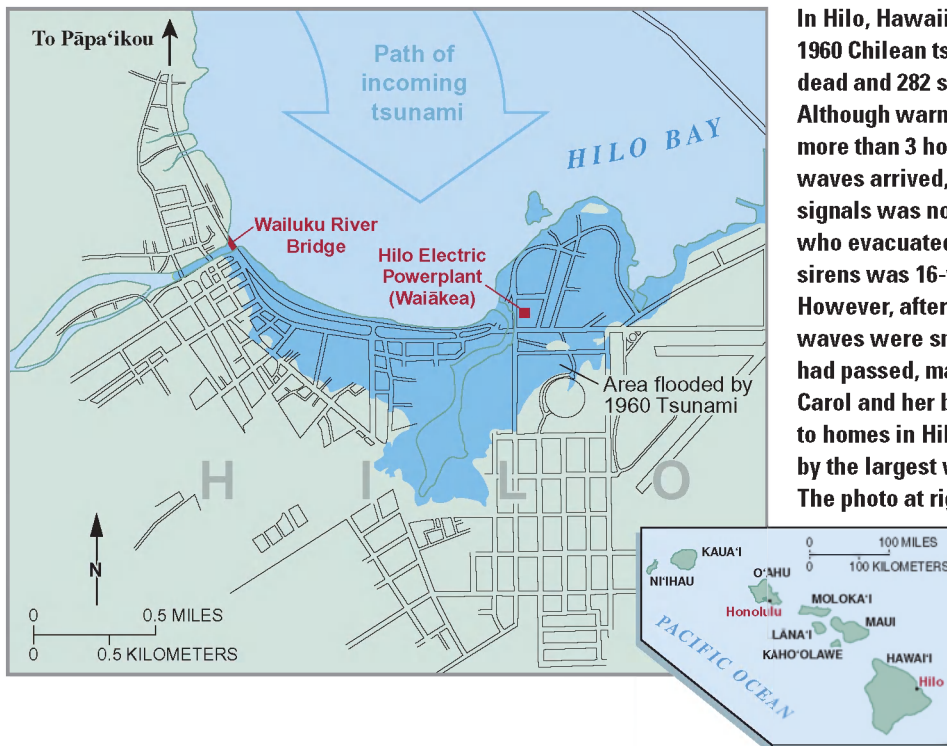 To Pāpa‘ikou
Path of
incoming
tsunami
HILO BAY
Wailuku River
Bridge
Hilo Electric
Powerplant
(Waiākea)
Area flooded by
1960 Tsunami
H I L O
N
0 0.5 MILES
0 0.5 KILOMETERS
In Hilo, Hawaii
1960 Chilean ts
dead and 282 s
Although warn
more than 3 ho
waves arrived,
signals was no
who evacuated
sirens was 16-
However, after
waves were sm
had passed, ma
Carol and her b
to homes in Hil
by the largest w
The photo at rig
0 100 MILES
0 100 KILOMETERS
KAUA‘I
NI‘IHAU
O‘AHU
Honolulu
MOLOKA‘I
LĀNA‘I
MAUI
KAHO‘OLAWE
HAWAI‘I
Hilo
PACIFIC OCEAN